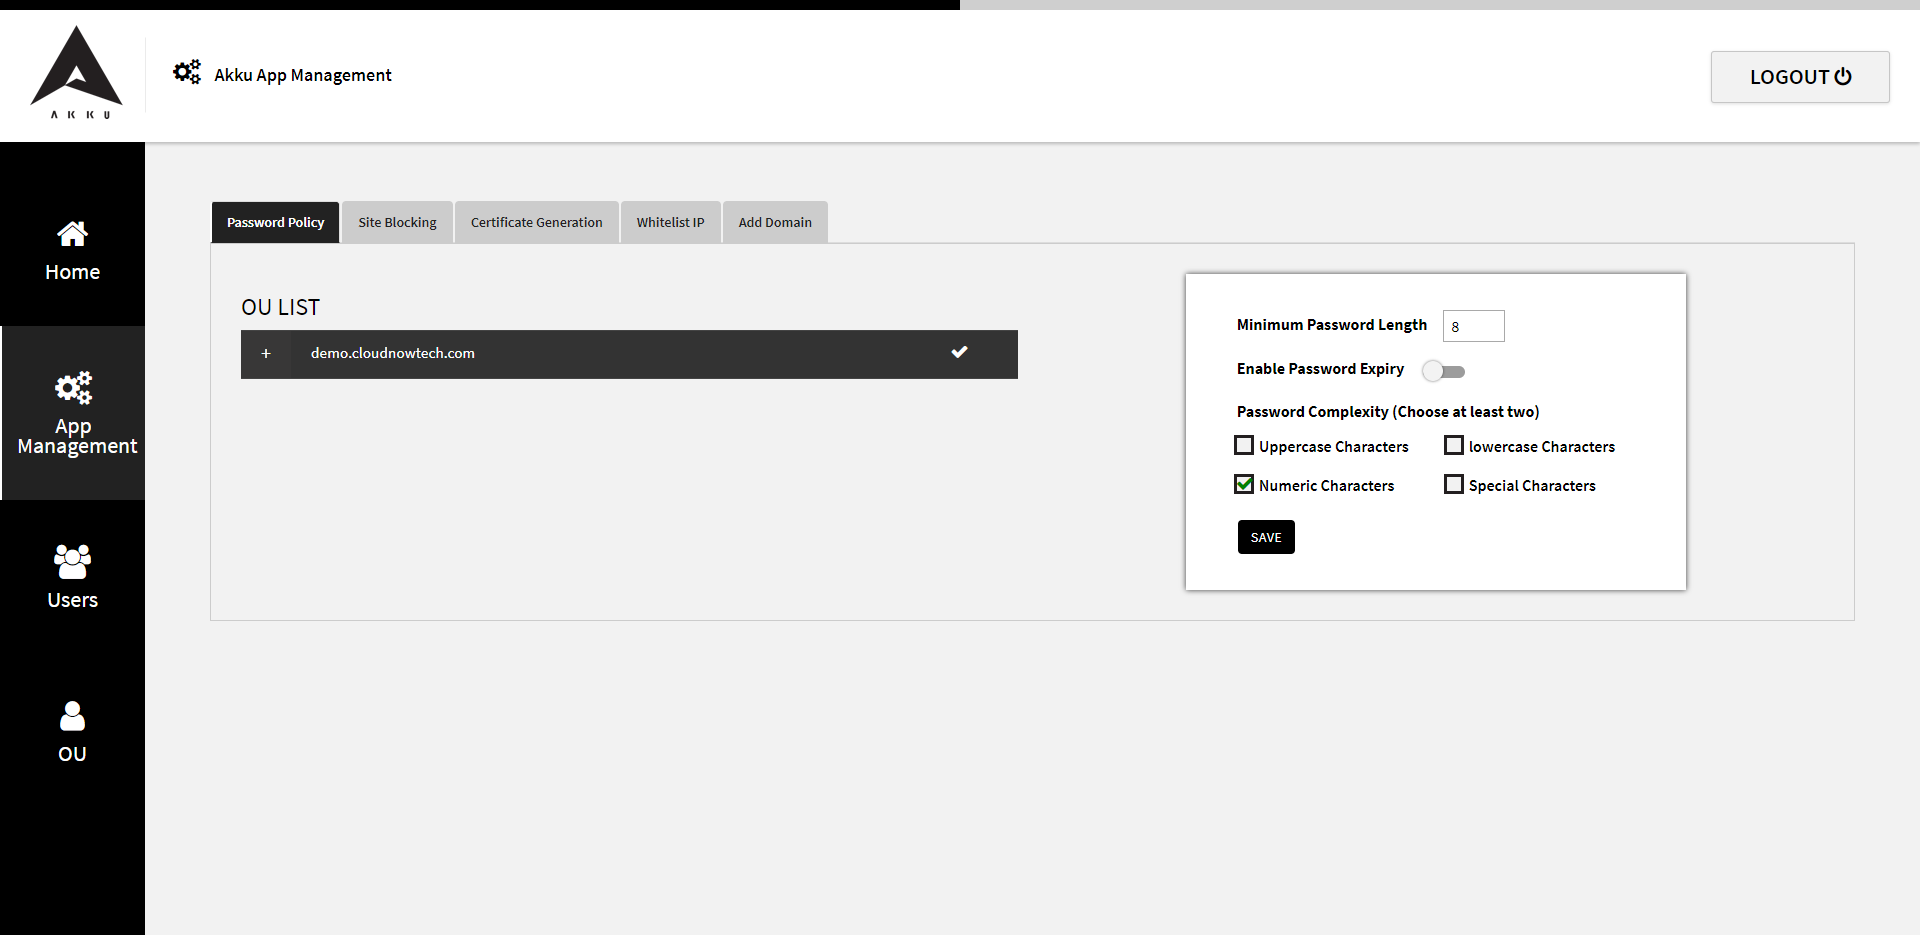 AKKU
Akku App Management
LOGOUT
Home
App
Management
Users
OU
Password Policy
Site Blocking
Certificate Generation
Whitelist IP
Add Domain
OU LIST
+ demo.cloudnowtech.com
Minimum Password Length 8
Enable Password Expiry
Password Complexity (Choose at least two)
Uppercase Characters
lowercase Characters
Numeric Characters
Special Characters
SAVE